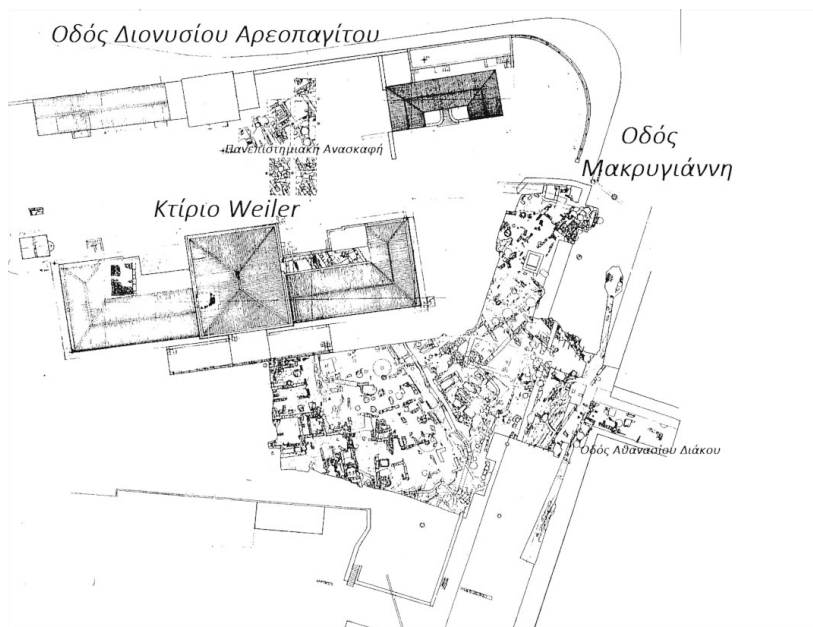 Οδός Διονυσίου Αρεοπαγίτου
Οδός
Μακρυγιάννη
Πανεπιστημιακή Ανασκαφή
Κτίριο Weiler
Οδός Αθανασίου Διάκου